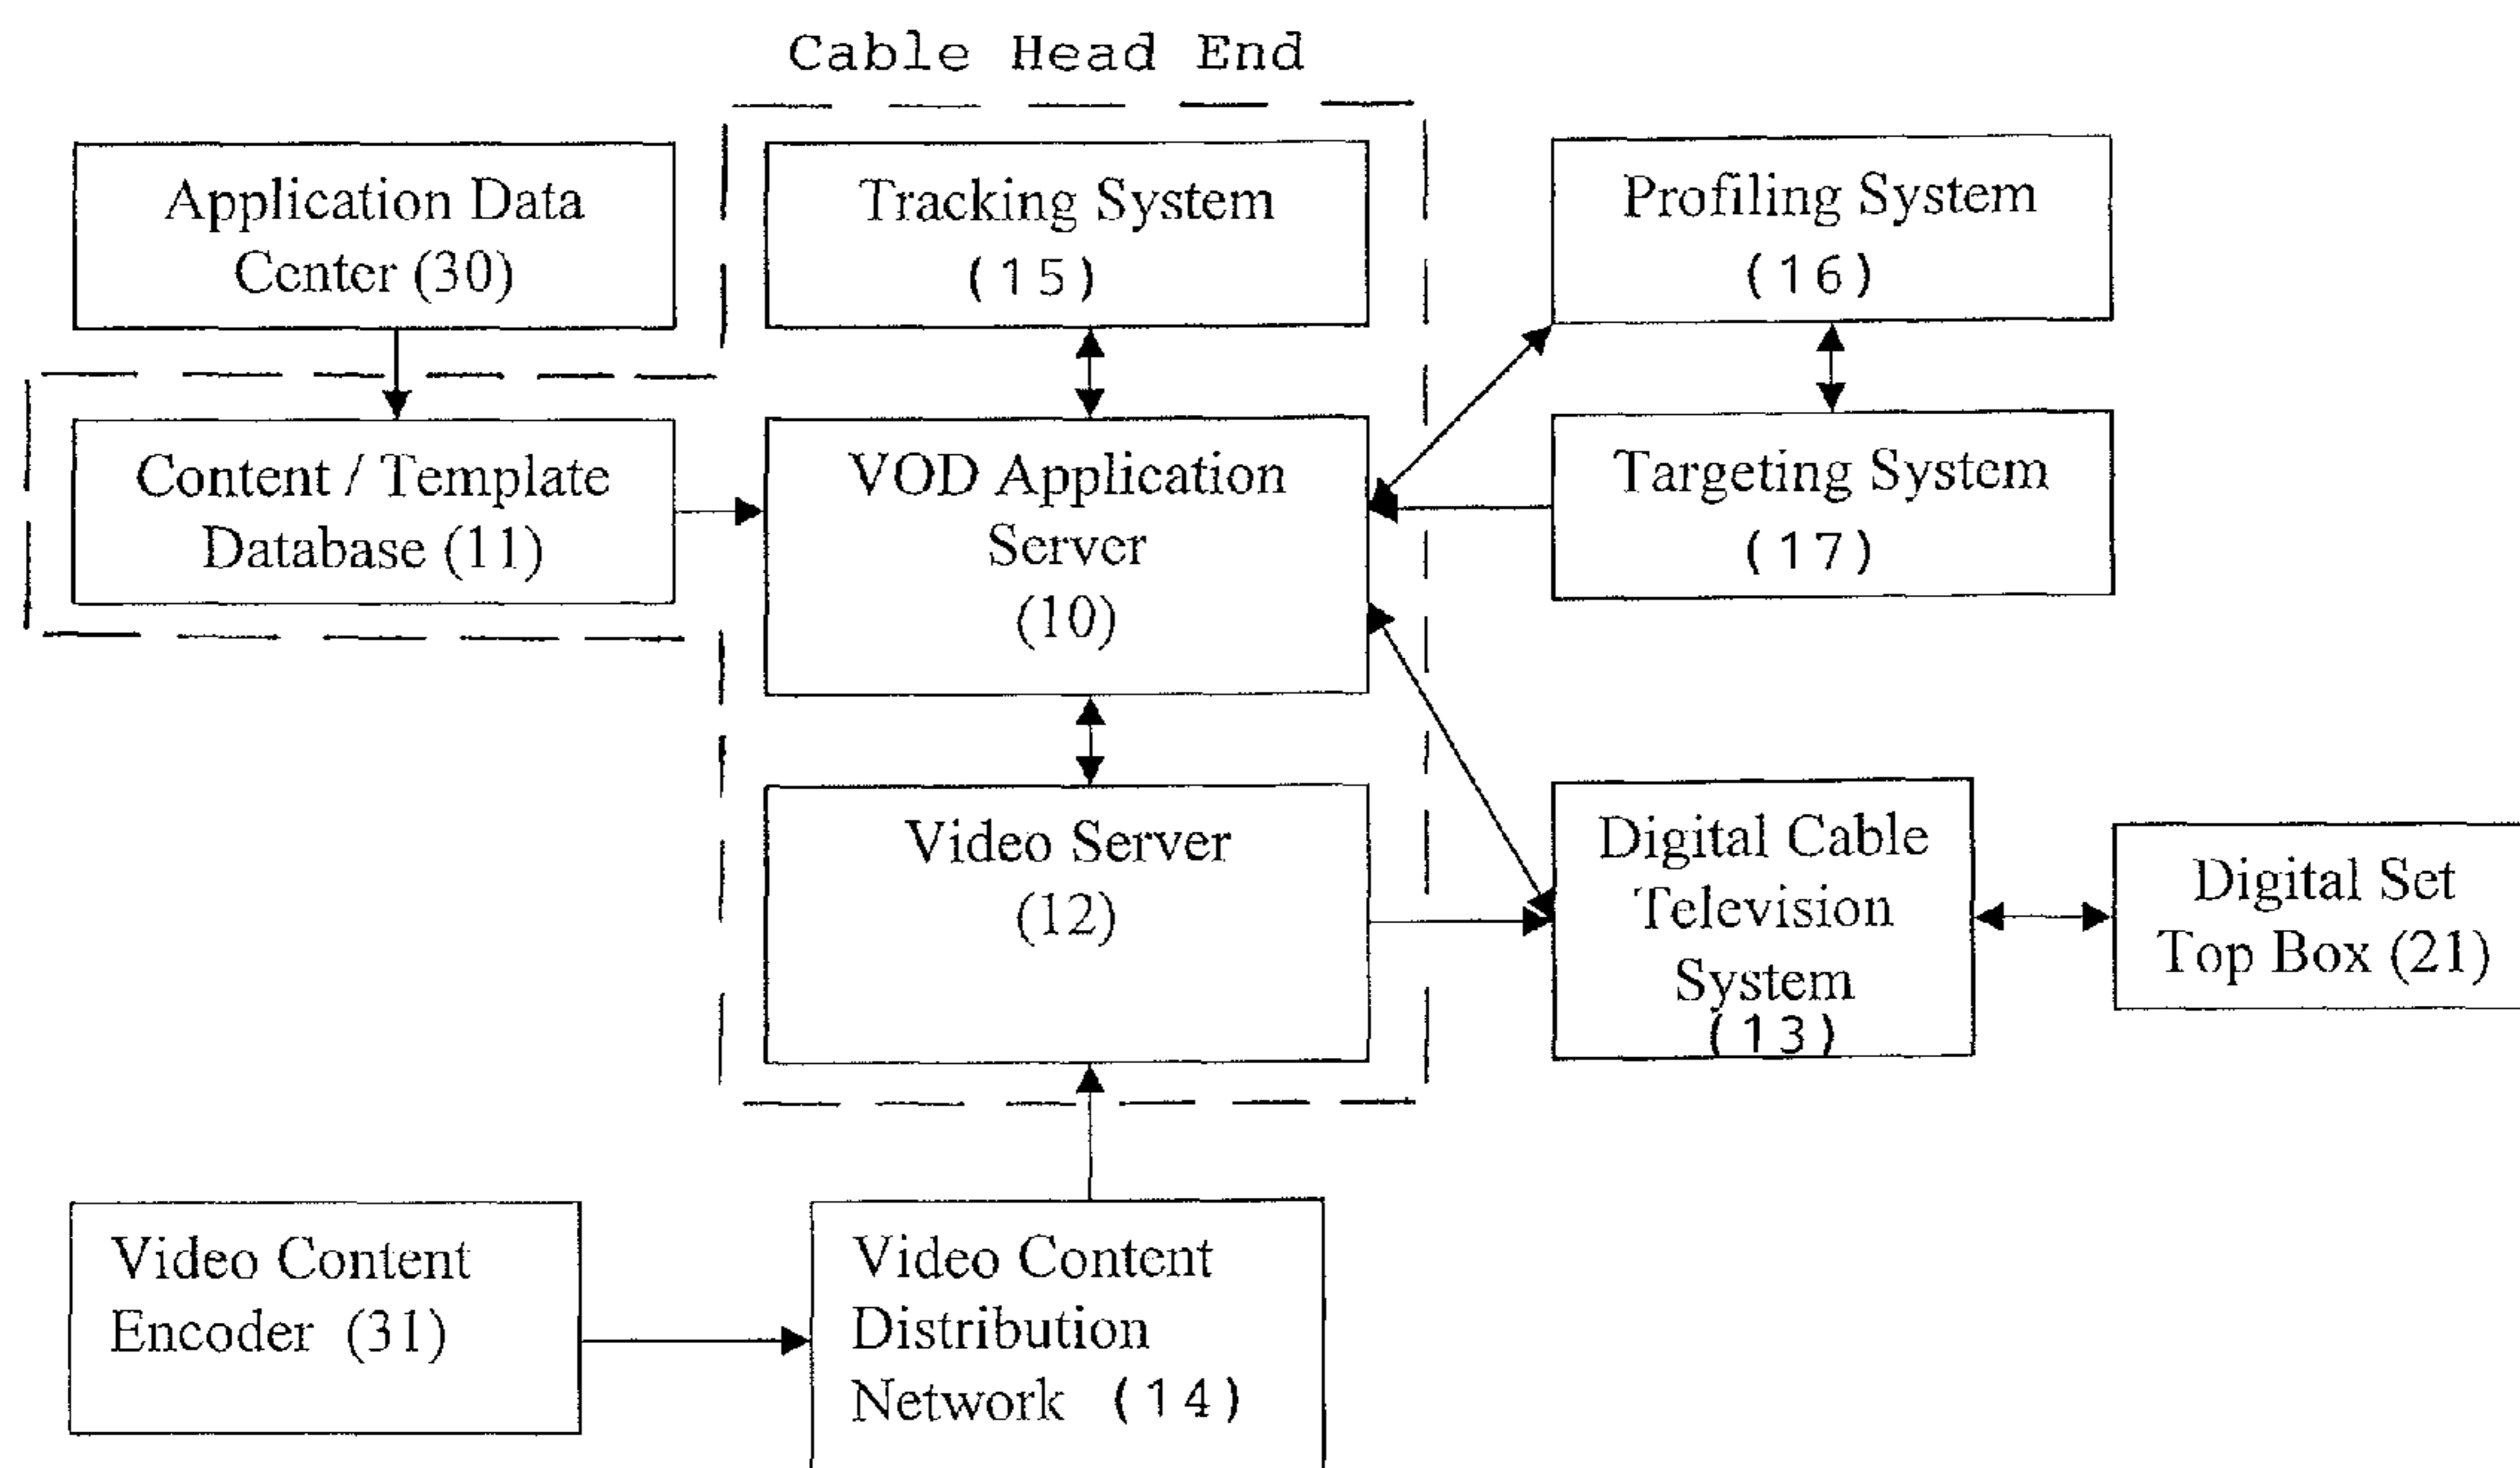 Cable Head End
Application Data
Center (30)
Tracking System
(15)
Profiling System
(16)
Content / Template
Database (11)
VOD Application
Server
(10)
Targeting System
(17)
Video Server
(12)
Digital Cable
Television
System
(13)
Digital Set
Top Box (21)
Video Content
Encoder (31)
Video Content
Distribution
Network (14)